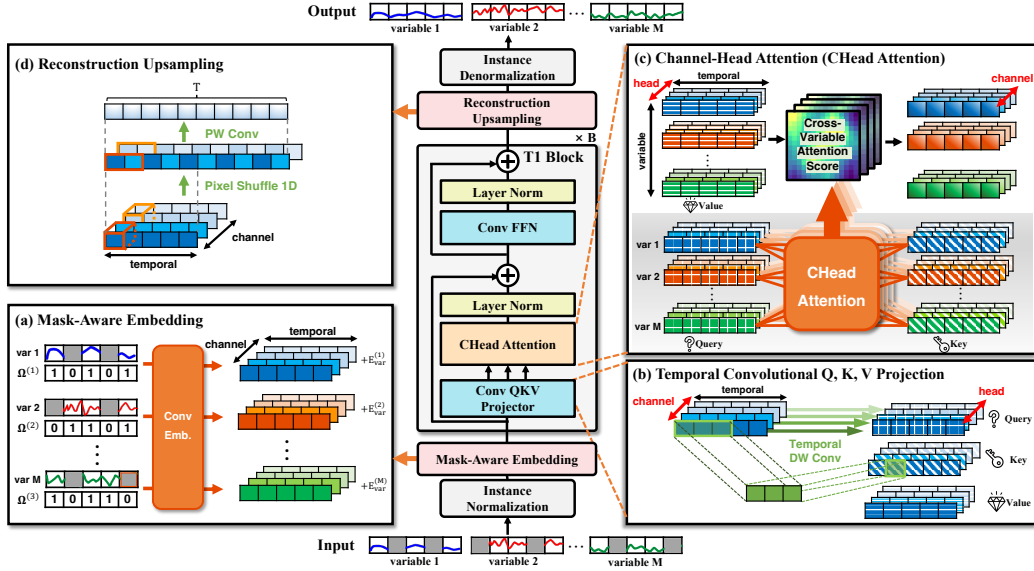 Output
variable 1
variable 2
...
variable M
Instance
Denormalization
Reconstruction
Upsampling
× B
T1 Block
Layer Norm
Conv FFN
Layer Norm
CHead Attention
Conv QKV
Projector
Mask-Aware Embedding
Instance
Normalization
Input
variable 1
variable 2
...
variable M
(d) Reconstruction Upsampling
T
PW Conv
Pixel Shuffle 1D
channel
temporal
(a) Mask-Aware Embedding
temporal
channel
var 1
Ω(1) 1 0 1 0 1
+E(1)var
var 2
Ω(2) 0 1 1 0 1
+E(2)var
var M
Ω(3) 1 0 1 1 0
+E(M)var
Conv
Emb.
(c) Channel-Head Attention (CHead Attention)
head
temporal
channel
variable
Cross-
Variable
Attention
Score
Value
var 1
var 2
var M
CHead
Attention
Query
Key
(b) Temporal Convolutional Q, K, V Projection
temporal
channel
head
Temporal
DW Conv
Query
Key
Value